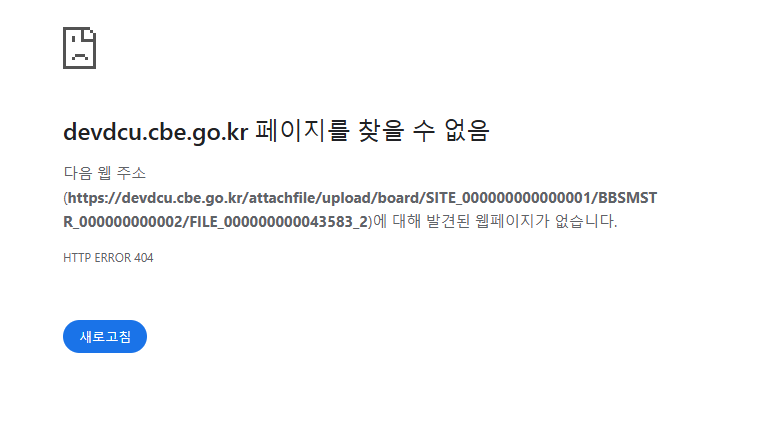 devdcu.cbe.go.kr 페이지를 찾을 수 없음
다음 웹 주소
(https://devdcu.cbe.go.kr/attachfile/upload/board/SITE_000000000000001/BBSMST
R_000000000002/FILE_000000000043583_2)에 대해 발견된 웹페이지가 없습니다.
HTTP ERROR 404
새로고침